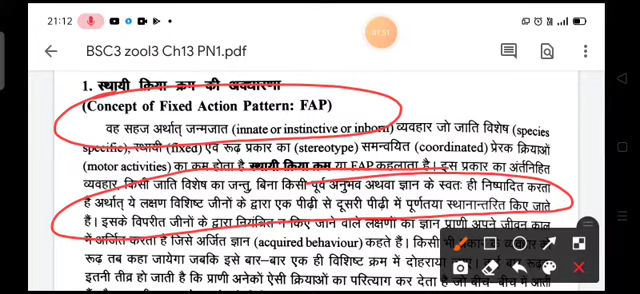 21:12
01:51
BSC3 zool3 Ch13 PN1.pdf
1. स्थायी क्रिया क्रम की अवधारणा
(Concept of Fixed Action Pattern: FAP)
वह सहज अर्थात् जन्मजात (innate or instinctive or inborn) व्यवहार जो जाति विशेष (species
specific), स्थायी (fixed) एवं रूढ़ प्रकार का (stereotype) समन्वयित (coordinated) प्रेरक क्रियाओं
(motor activities) का क्रम होता है स्थायी क्रिया क्रम या FAP कहलाता है। इस प्रकार का अंतर्निहित
व्यवहार, किसी जाति विशेष का जन्तु, बिना किसी पूर्व अनुभव अथवा ज्ञान के स्वतः ही निष्पादित करता
है अर्थात् ये लक्षण विशिष्ट जीनों के द्वारा एक पीढ़ी से दूसरी पीढ़ी में पूर्णतया स्थानान्तरित किए जाते
हैं। इसके विपरीत जीनों के द्वारा नियंत्रित न किए जाने वाले लक्षणों का ज्ञान प्राणी अपने जीवन काल
में अर्जित करता है जिसे अर्जित ज्ञान (acquired behaviour) कहते हैं। किसी
रूढ़ तब कहा जायेगा जबकि इसे बार-बार एक ही विशिष्ट क्रम में दोहराया
इतनी तीव्र हो जाती है कि प्राणी अनेकों ऐसी क्रियाओं का परित्याग कर देता है जो बीच-बीच में आती